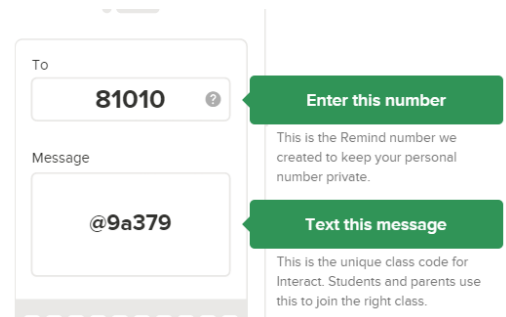 To
81010
?
Enter this number
This is the Remind number we
created to keep your personal
number private.
Message
@9a379
Text this message
This is the unique class code for
Interact. Students and parents use
this to join the right class.